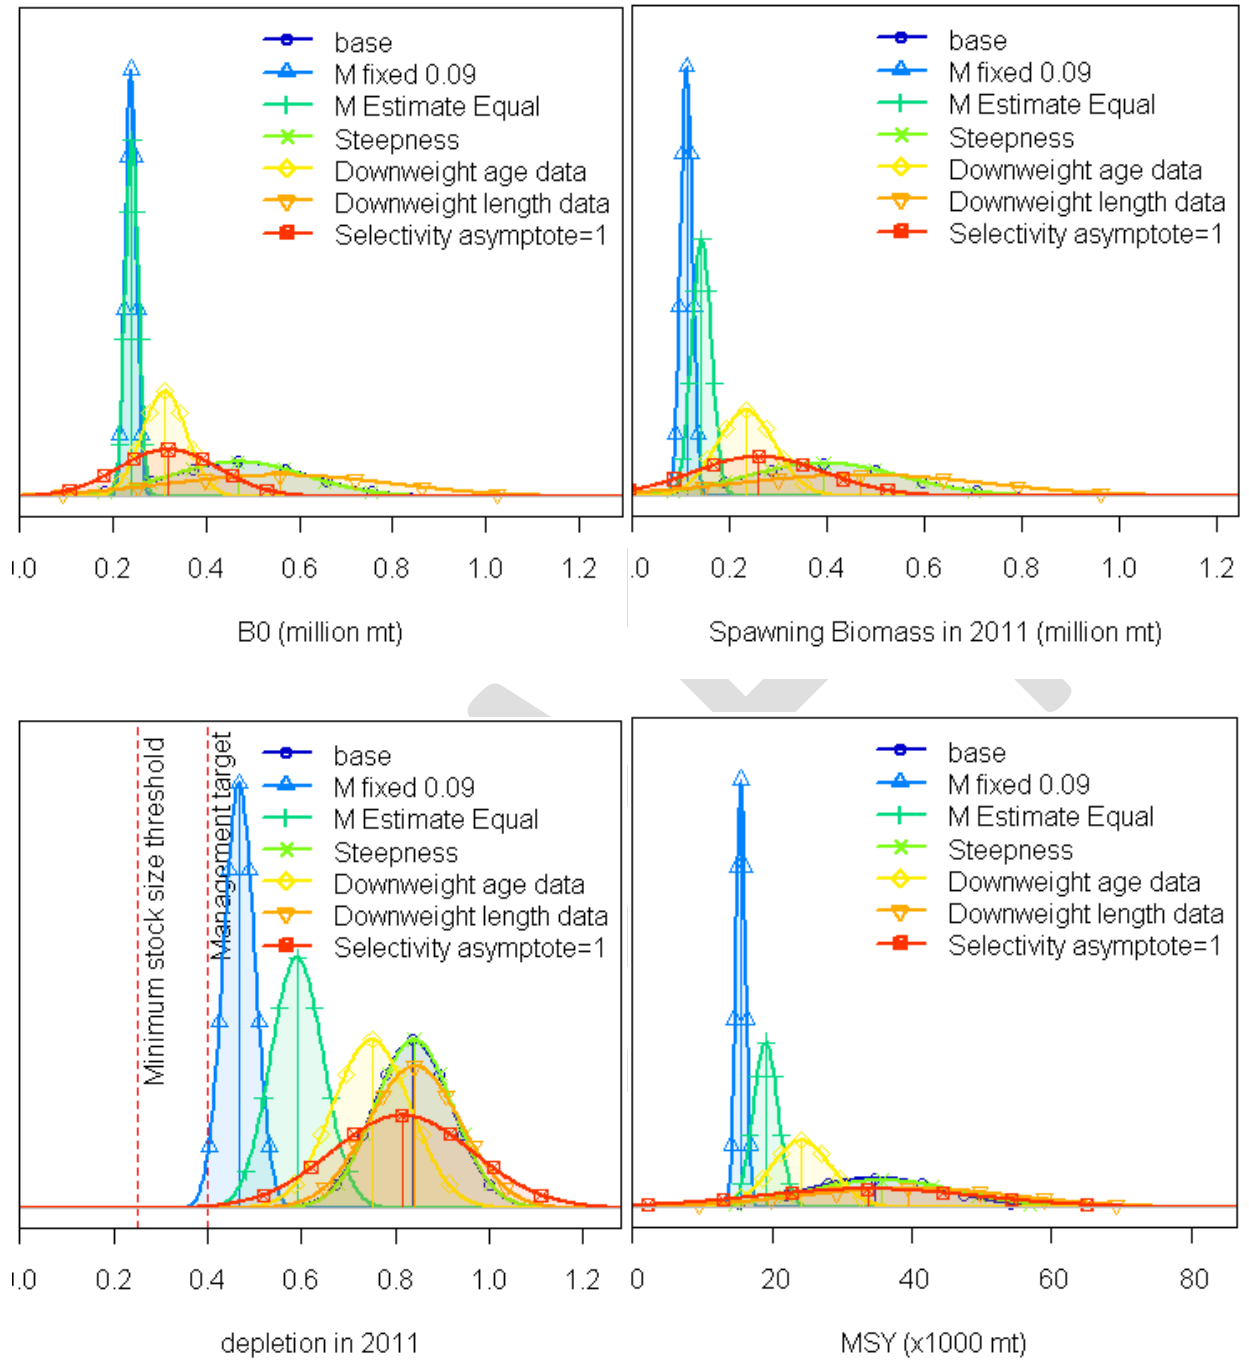 base
M fixed 0.09
M Estimate Equal
Steepness
Downweight age data
Downweight length data
Selectivity asymptote=1
.0 0.2 0.4 0.6 0.8 1.0 1.2
B0 (million mt)
base
M fixed 0.09
M Estimate Equal
Steepness
Downweight age data
Downweight length data
Selectivity asymptote=1
.0 0.2 0.4 0.6 0.8 1.0 1.2
Spawning Biomass in 2011 (million mt)
Minimum stock size threshold
Management target
base
M fixed 0.09
M Estimate Equal
Steepness
Downweight age data
Downweight length data
Selectivity asymptote=1
.0 0.2 0.4 0.6 0.8 1.0 1.2
depletion in 2011
base
M fixed 0.09
M Estimate Equal
Steepness
Downweight age data
Downweight length data
Selectivity asymptote=1
0 20 40 60 80
MSY (x1000 mt)